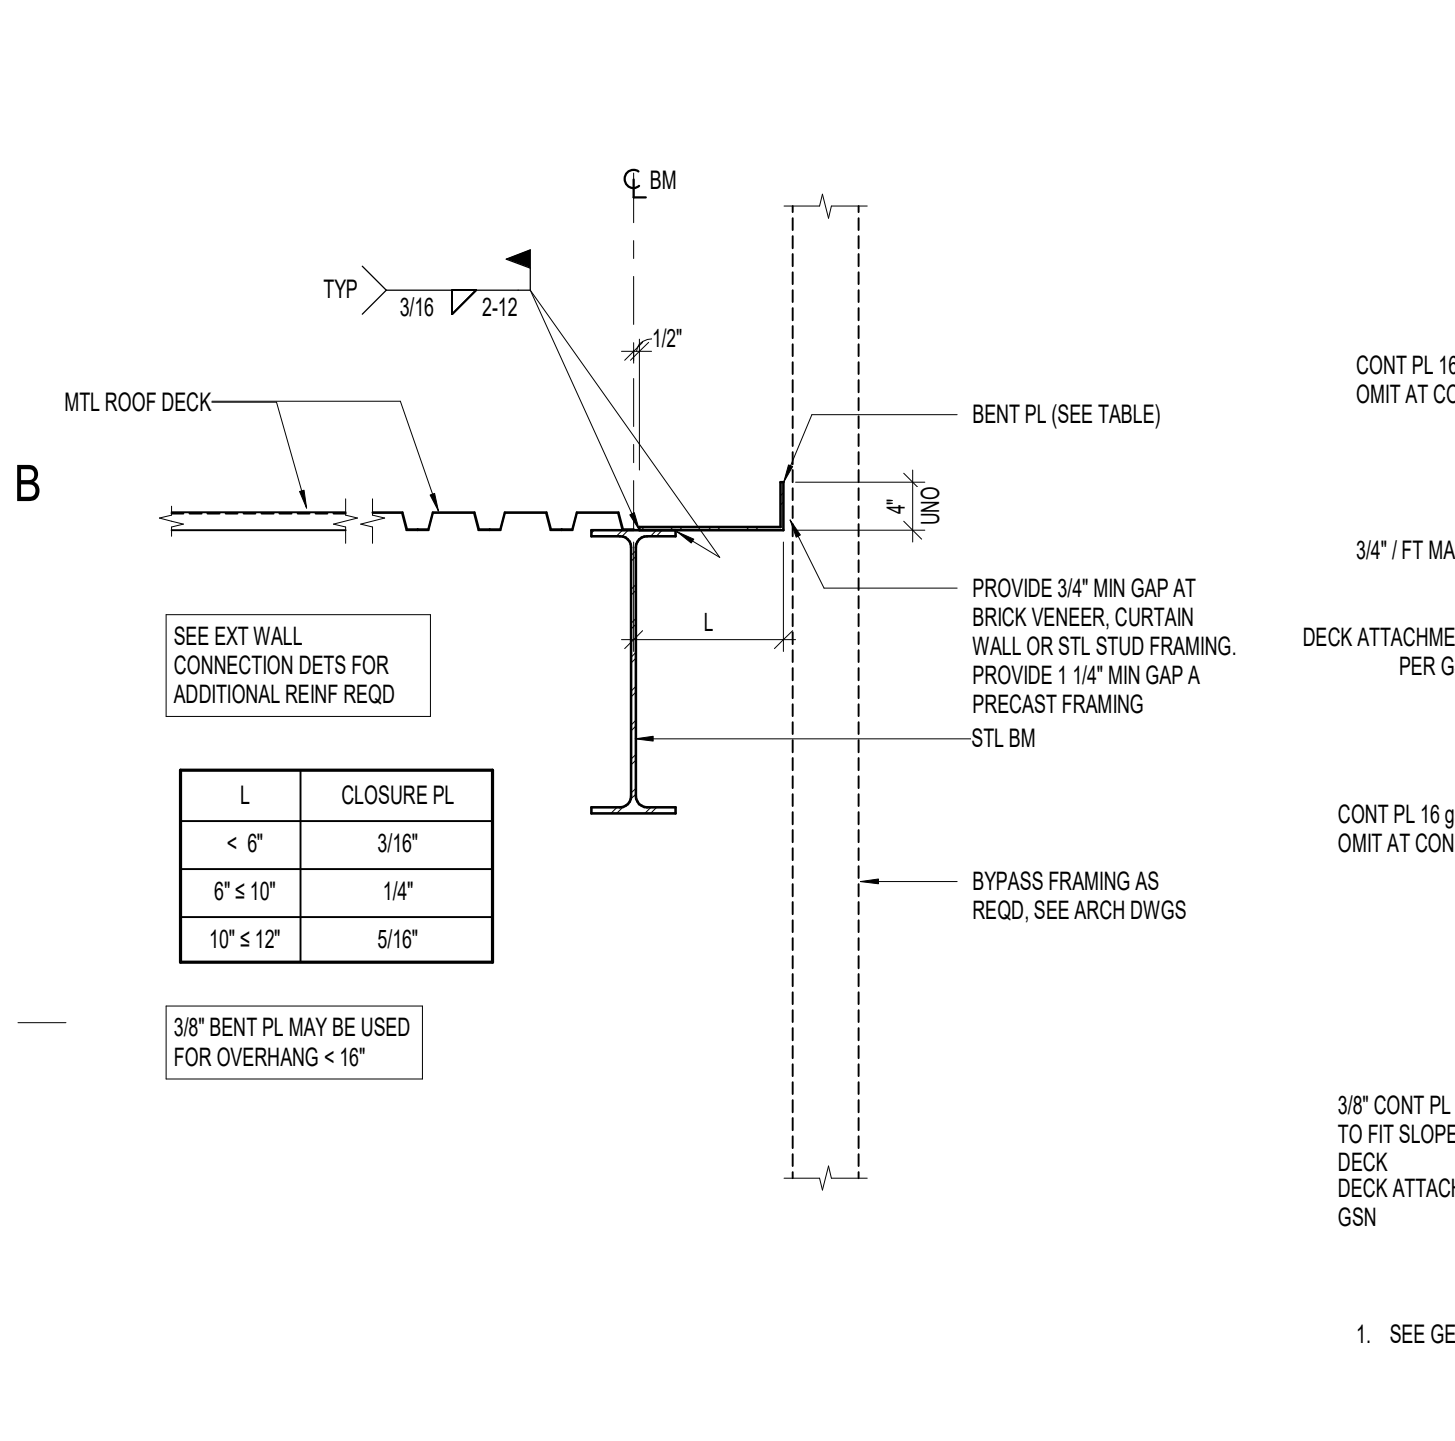 ℄ BM
TYP
3/16
2-12
1/2"
MTL ROOF DECK
BENT PL (SEE TABLE)
B
4"
UNO
PROVIDE 3/4" MIN GAP AT
BRICK VENEER, CURTAIN
WALL OR STL STUD FRAMING.
PROVIDE 1 1/4" MIN GAP A
PRECAST FRAMING
L
STL BM
SEE EXT WALL
CONNECTION DETS FOR
ADDITIONAL REINF REQD
L CLOSURE PL
< 6" 3/16"
6" ≤ 10" 1/4"
10" ≤ 12" 5/16"
BYPASS FRAMING AS
REQD, SEE ARCH DWGS
3/8" BENT PL MAY BE USED
FOR OVERHANG < 16"
CONT PL 16
OMIT AT CO
3/4" / FT MA
DECK ATTACHME
PER G
CONT PL 16 g
OMIT AT CON
3/8" CONT PL
TO FIT SLOPE
DECK
DECK ATTACH
GSN
1. SEE GE